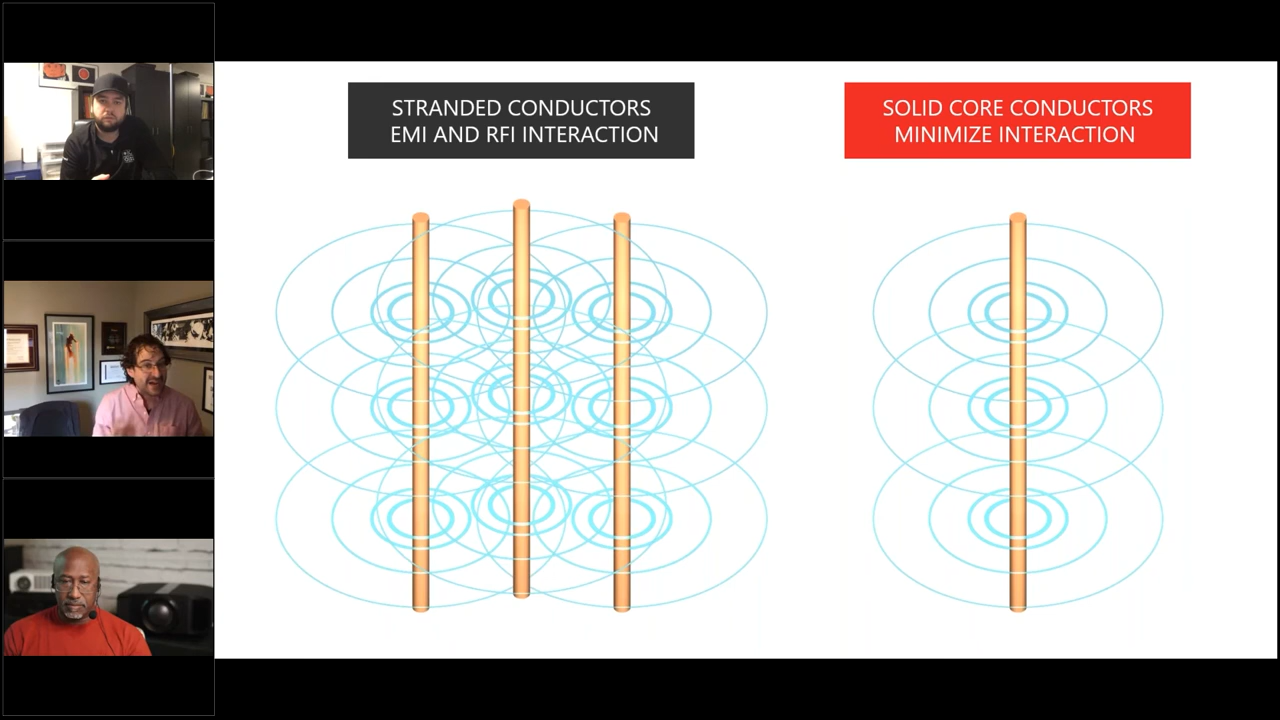 STRANDED CONDUCTORS
EMI AND RFI INTERACTION
SOLID CORE CONDUCTORS
MINIMIZE INTERACTION